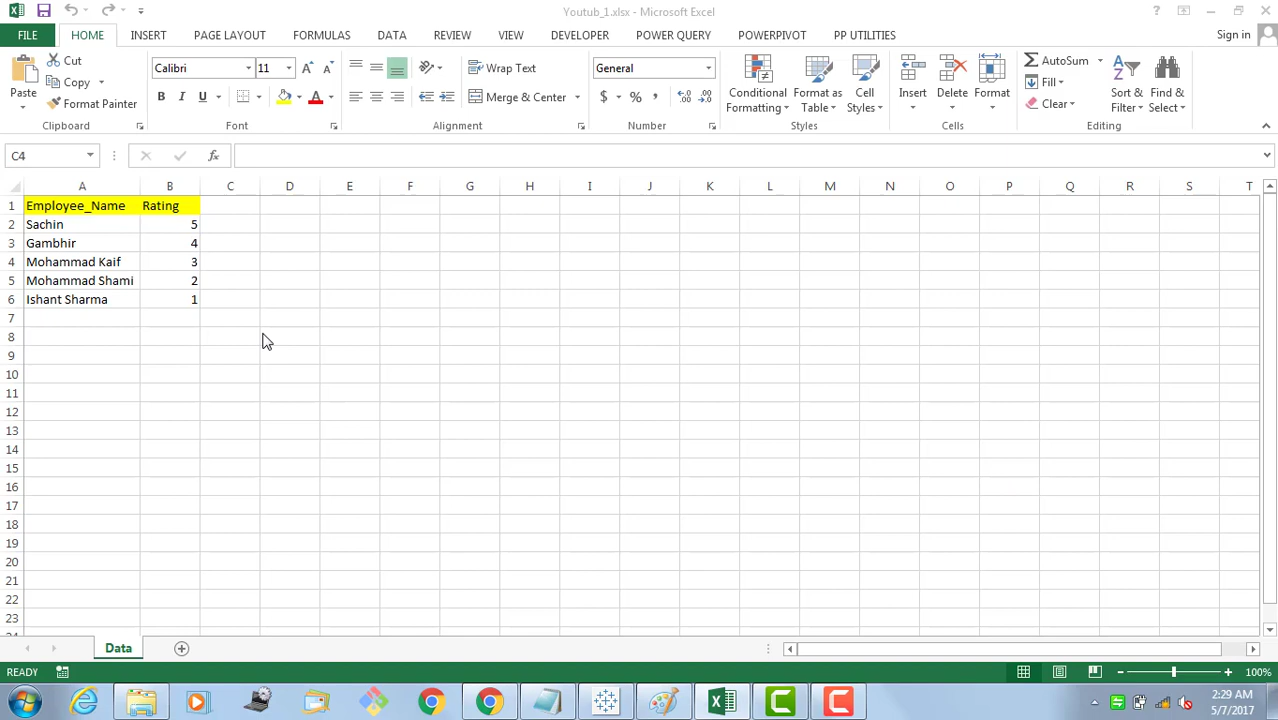 Youtub_1.xlsx - Microsoft Excel
?
FILE HOME INSERT PAGE LAYOUT FORMULAS DATA REVIEW VIEW DEVELOPER POWER QUERY POWERPIVOT PP UTILITIES Sign in
Paste
Cut
Copy
Format Painter
Clipboard
Calibri 11
B I U A
Font
Wrap Text
Merge & Center
Alignment
General
$ % ,
Number
Conditional Formatting
Format as Table
Cell Styles
Styles
Insert
Delete
Format
Cells
AutoSum
Fill
Clear
Sort & Filter
Find & Select
Editing
C4
fx
A B C D E F G H I J K L M N O P Q R S T
1 Employee_Name Rating
2 Sachin 5
3 Gambhir 4
4 Mohammad Kaif 3
5 Mohammad Shami 2
6 Ishant Sharma 1
7
8
9
10
11
12
13
14
15
16
17
18
19
20
21
22
23
Data
READY
100%
2:29 AM
5/7/2017